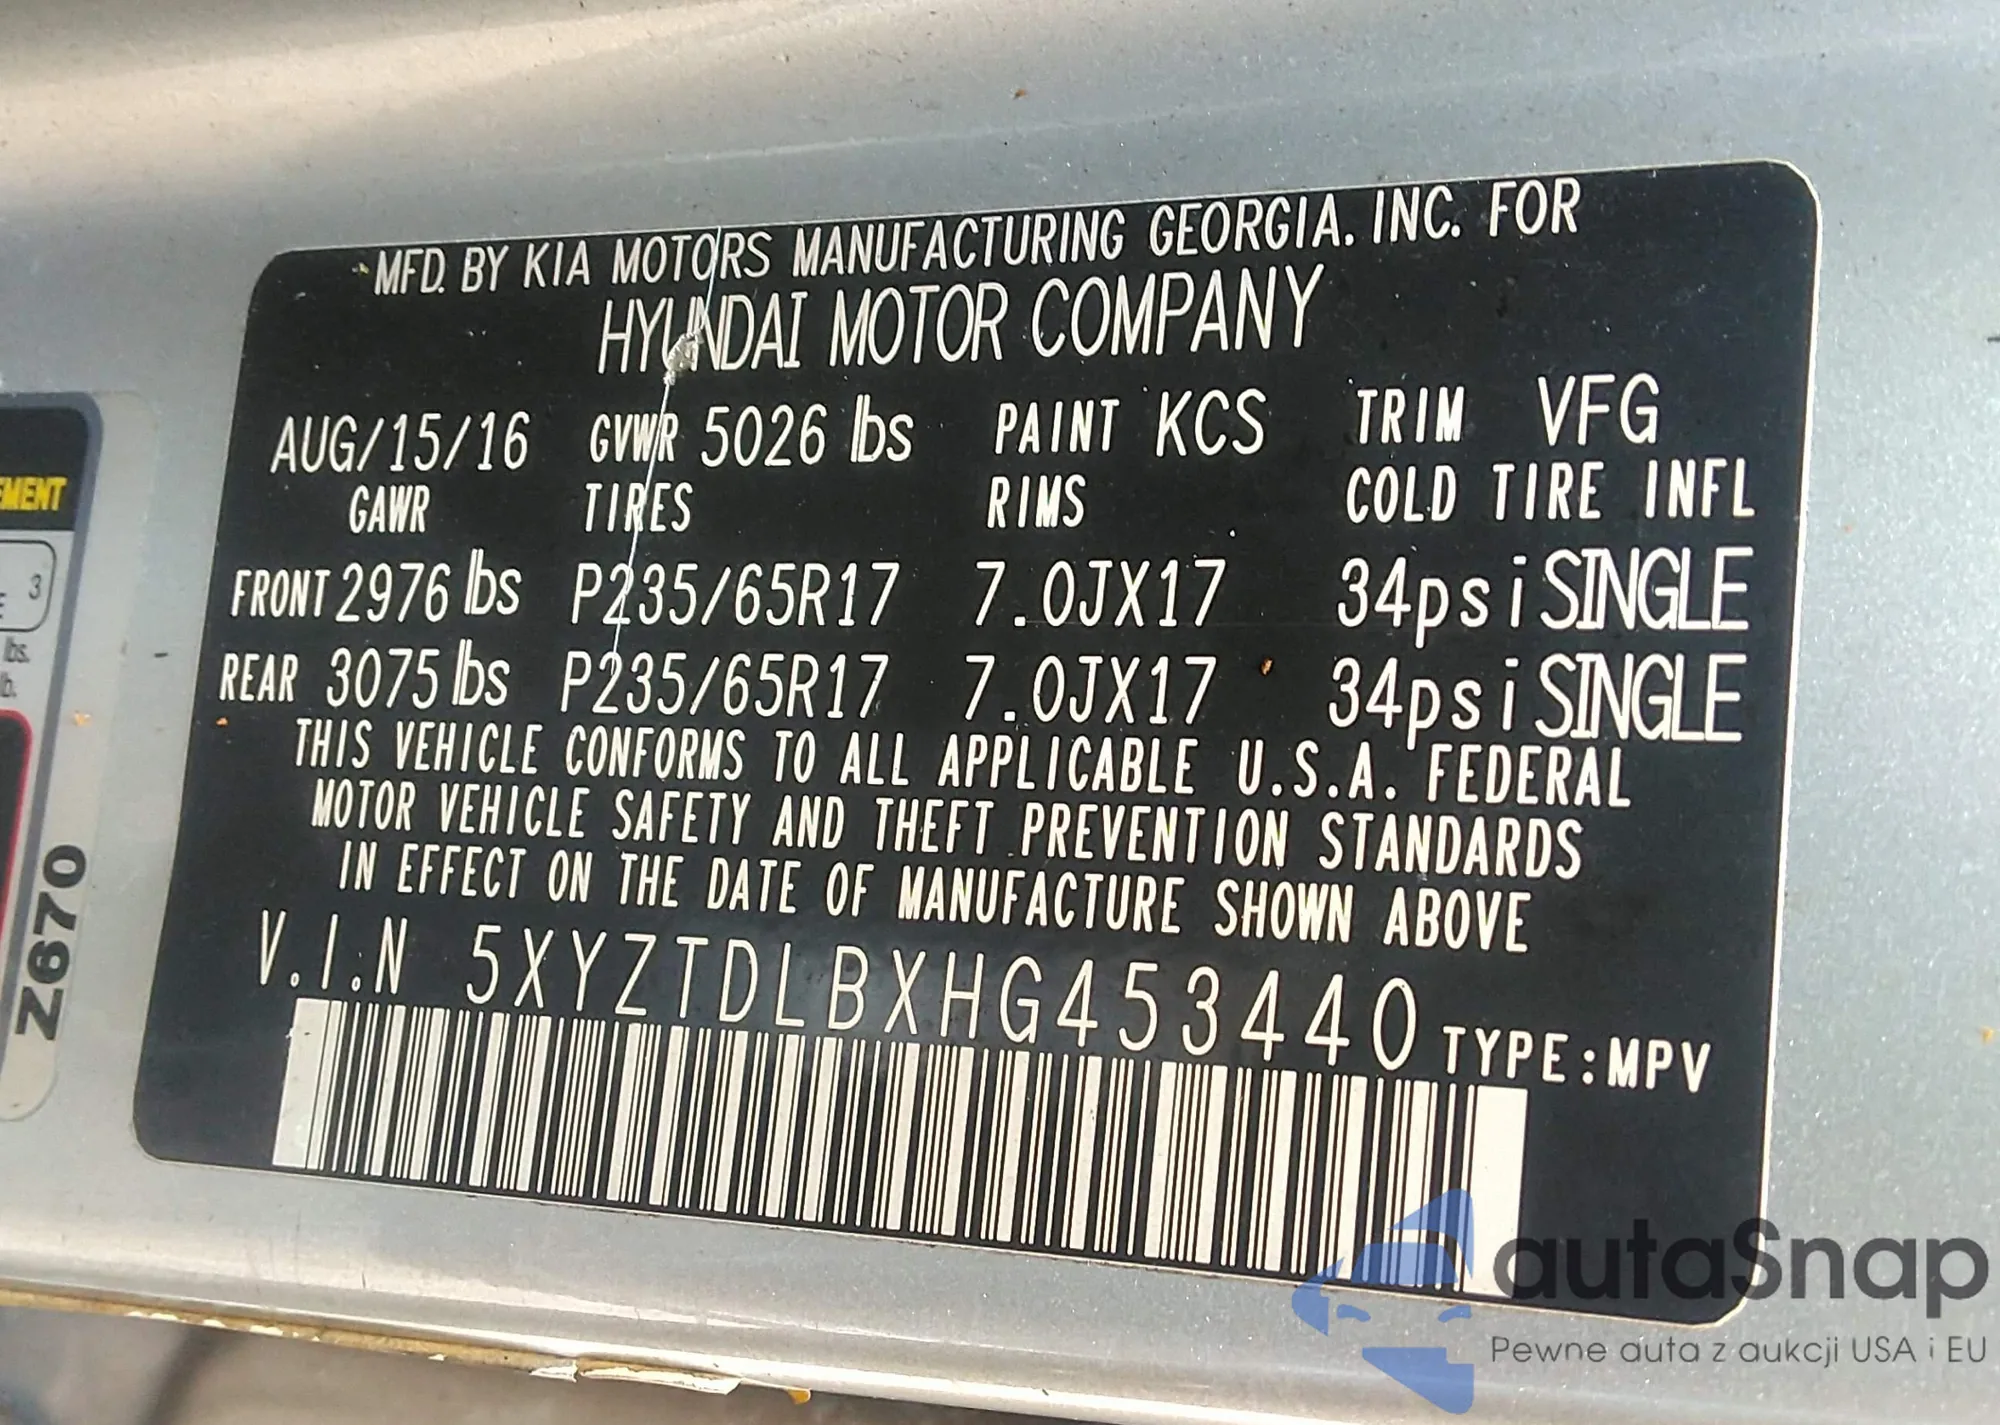 MFD. BY KIA MOTORS MANUFACTURING GEORGIA. INC. FOR
HYUNDAI MOTOR COMPANY
AUG/15/16 GVWR 5026 lbs PAINT KCS TRIM VFG
GAWR TIRES RIMS COLD TIRE INFL
FRONT 2976 lbs P235/65R17 7.0JX17 34psi SINGLE
REAR 3075 lbs P235/65R17 7.0JX17 34psi SINGLE
THIS VEHICLE CONFORMS TO ALL APPLICABLE U.S.A. FEDERAL
MOTOR VEHICLE SAFETY AND THEFT PREVENTION STANDARDS
IN EFFECT ON THE DATE OF MANUFACTURE SHOWN ABOVE
V.I.N 5XYZTDLBXHG453440 TYPE:MPV
3
lbs.
Z670
autaSnap
Pewne auta z aukcji USA i EU